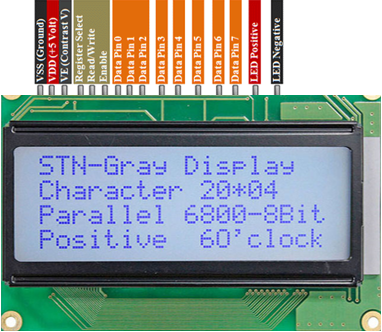 VSS (Ground)
VDD (+5 Volt)
VE (Contrast V)
Register Select
Read/Write
Enable
Data Pin 0
Data Pin 1
Data Pin 2
Data Pin 3
Data Pin 4
Data Pin 5
Data Pin 6
Data Pin 7
LED Positive
LED Negative
STN-Gray Display
Character 20*04
Parallel 6800-8Bit
Positive 6O'clock